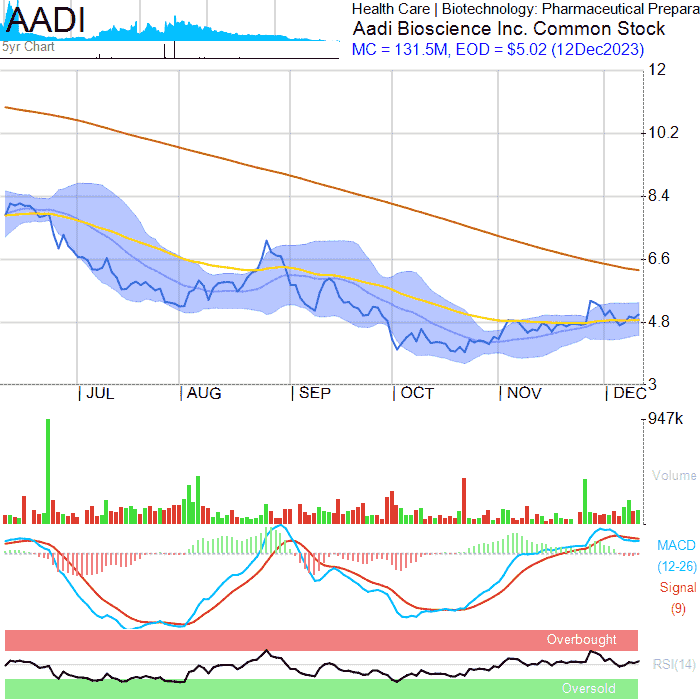 AADI
5yr Chart
Health Care | Biotechnology: Pharmaceutical Prepara
Aadi Bioscience Inc. Common Stock
MC = 131.5M, EOD = $5.02 (12Dec2023)
12
10.2
8.4
6.6
4.8
3
JUL
AUG
SEP
OCT
NOV
DEC
947k
Volume
MACD
(12-26)
Signal
(9)
Overbought
RSI(14)
Oversold